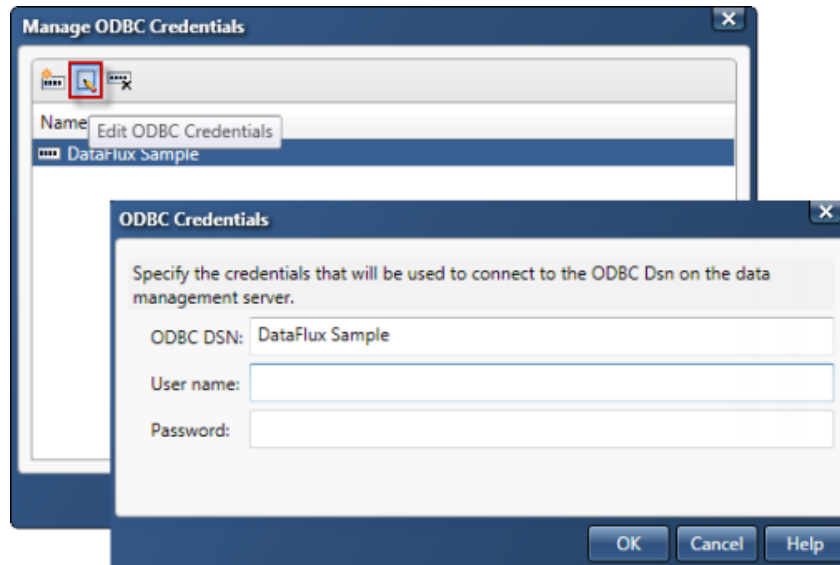 Manage ODBC Credentials
Name
Edit ODBC Credentials
DataFlux Sample
ODBC Credentials
Specify the credentials that will be used to connect to the ODBC Dsn on the data
management server.
ODBC DSN: DataFlux Sample
User name:
Password:
OK Cancel Help